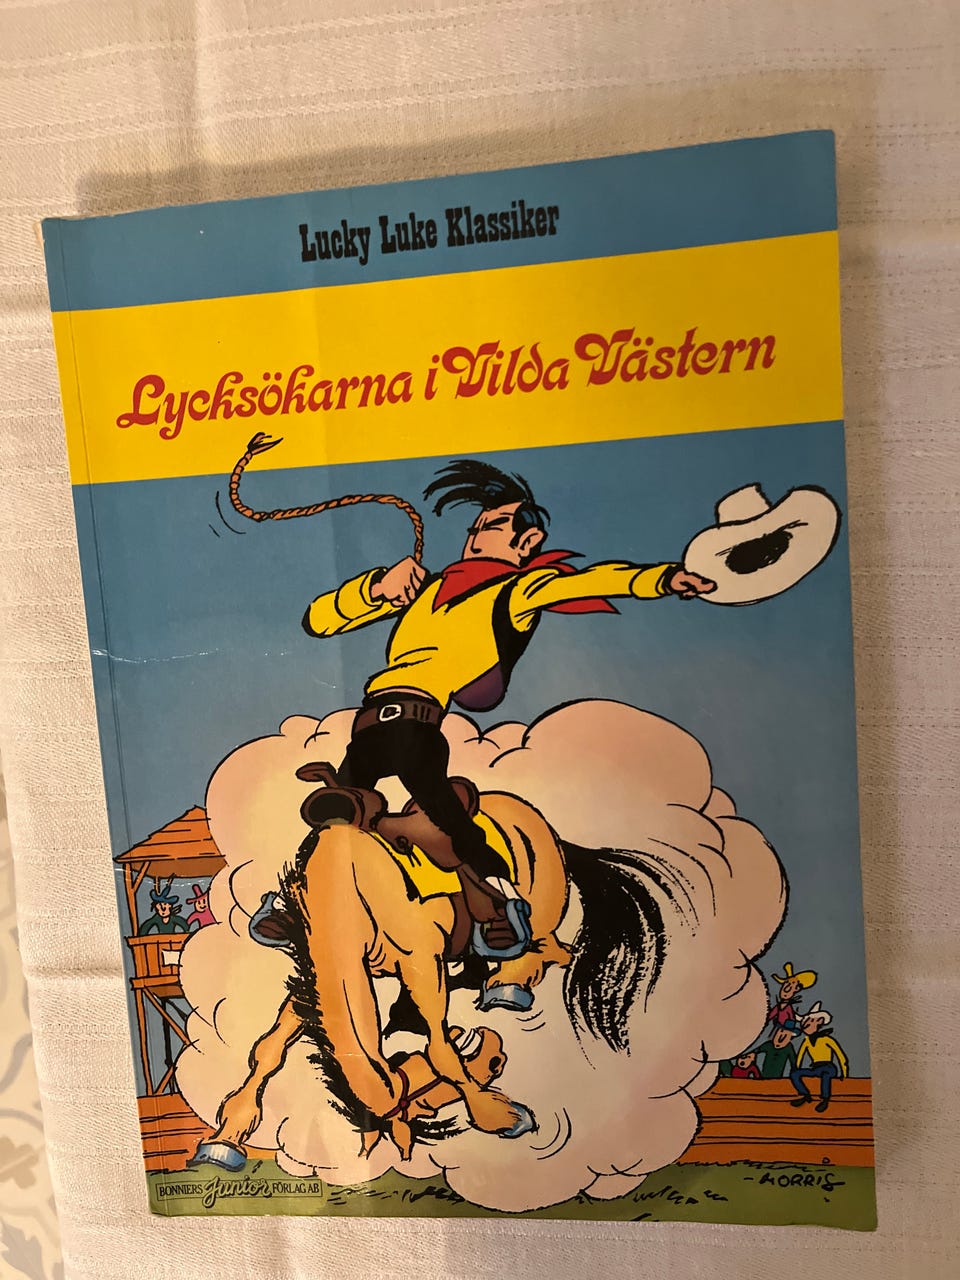 Lucky Luke Klassiker
Lycksökarna i Vilda Västern
BONNIERS Junior FÖRLAG AB
-MORRIS